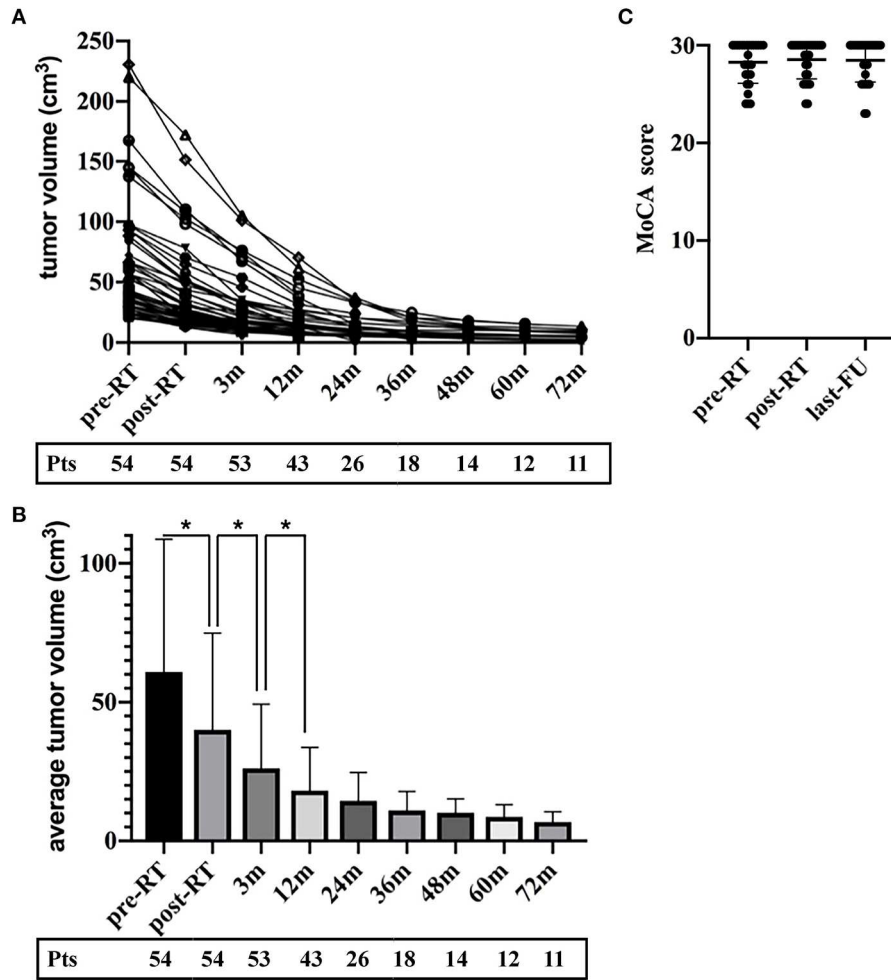 A
tumor volume (cm³)
250
200
150
100
50
0
pre-RT post-RT 3m 12m 24m 36m 48m 60m 72m
Pts 54 54 53 43 26 18 14 12 11
B
average tumor volume (cm³)
100
50
0
* * *
pre-RT post-RT 3m 12m 24m 36m 48m 60m 72m
Pts 54 54 53 43 26 18 14 12 11
C
MoCA score
30
20
10
0
pre-RT post-RT last-FU